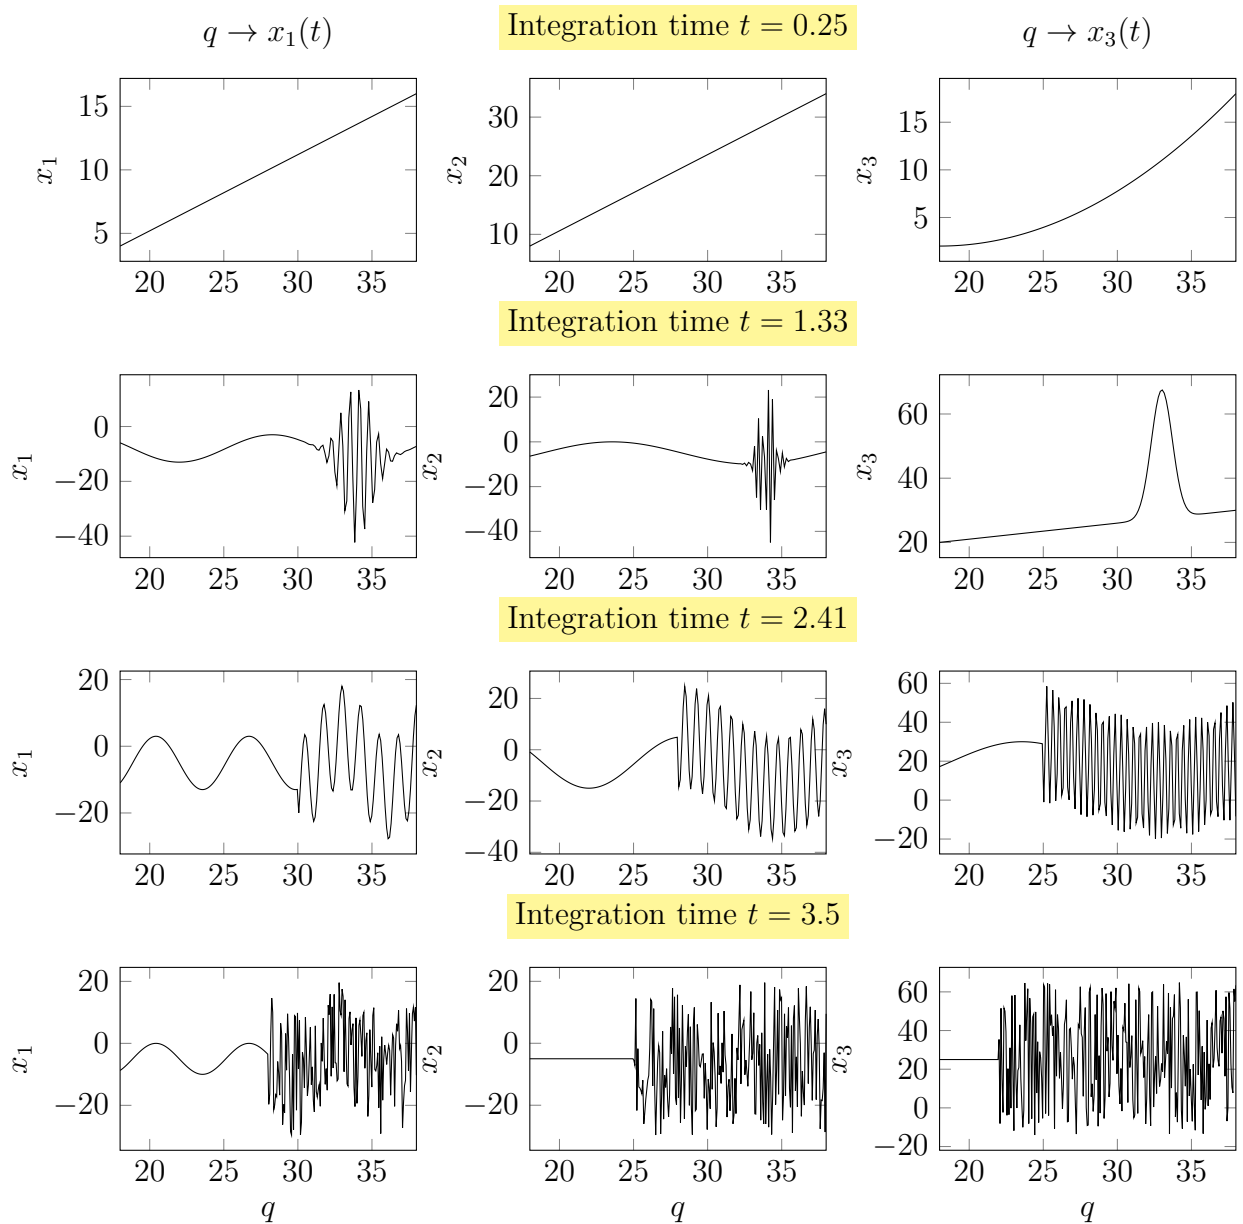 q → x₁(t) Integration time t = 0.25 q → x₃(t)
15 10 5 x₁ 20 25 30 35
30 20 10 x₂ 20 25 30 35
15 10 5 x₃ 20 25 30 35
Integration time t = 1.33
0 −20 −40 x₁ 20 25 30 35
20 0 −20 −40 x₂ 20 25 30 35
60 40 20 x₃ 20 25 30 35
Integration time t = 2.41
20 0 −20 x₁ 20 25 30 35
20 0 −20 −40 x₂ 20 25 30 35
60 40 20 0 −20 x₃ 20 25 30 35
Integration time t = 3.5
20 0 −20 x₁ 20 25 30 35
20 0 −20 x₂ 20 25 30 35
60 40 20 0 −20 x₃ 20 25 30 35
q q q